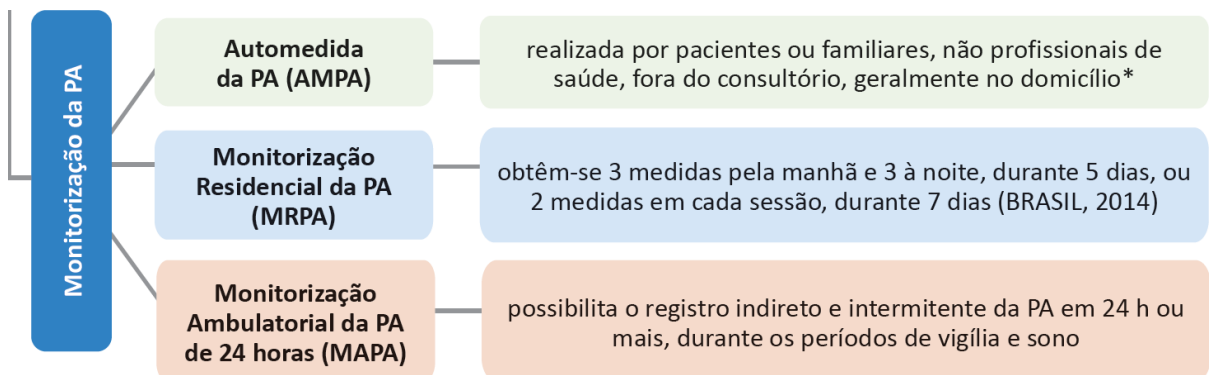 Monitorização da PA
Automedida
da PA (AMPA)
realizada por pacientes ou familiares, não profissionais de
saúde, fora do consultório, geralmente no domicílio*
Monitorização
Residencial da PA
(MRPA)
obtêm-se 3 medidas pela manhã e 3 à noite, durante 5 dias, ou
2 medidas em cada sessão, durante 7 dias (BRASIL, 2014)
Monitorização
Ambulatorial da PA
de 24 horas (MAPA)
possibilita o registro indireto e intermitente da PA em 24 h ou
mais, durante os períodos de vigília e sono